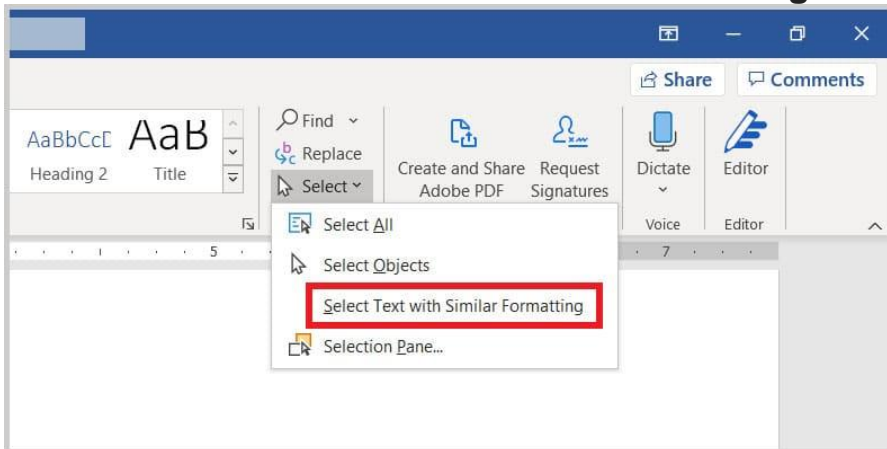 Share
Comments
AaBbCcD AaB
Heading 2 Title
Find
Replace
Select
Create and Share
Adobe PDF
Request
Signatures
Dictate
Editor
Voice
Editor
5
7
Select All
Select Objects
Select Text with Similar Formatting
Selection Pane...